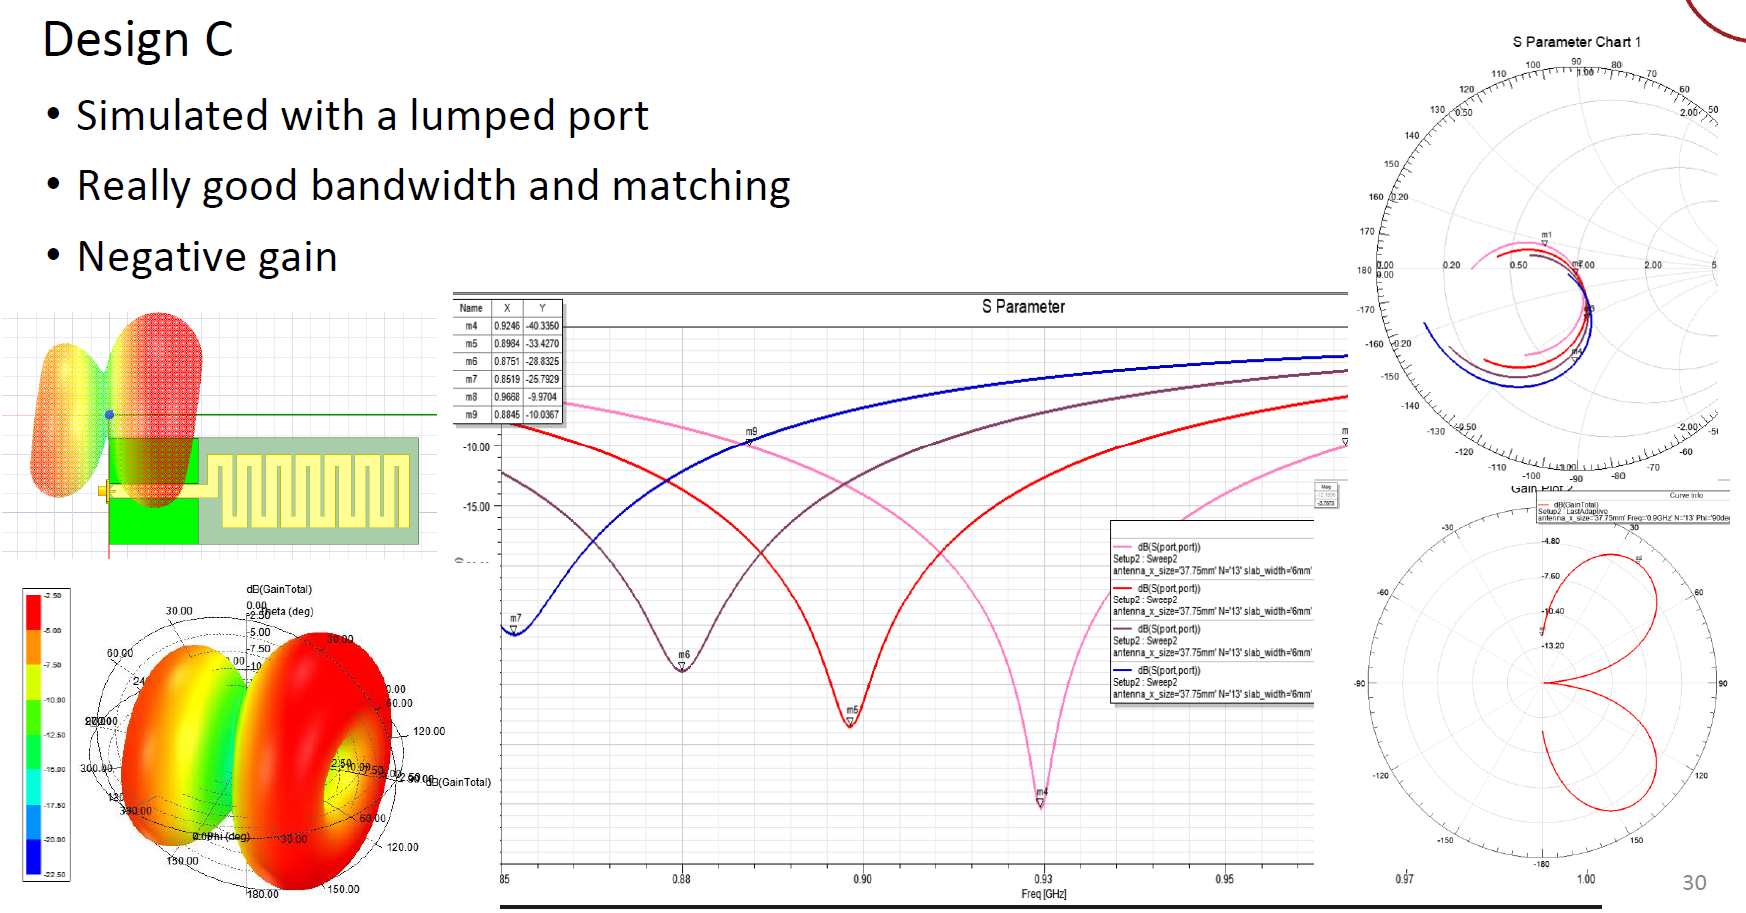 Design C
• Simulated with a lumped port
• Really good bandwidth and matching
• Negative gain
S Parameter
Name X Y
m4 0.9246 -40.3350
m5 0.8984 -33.4270
m6 0.8751 -28.8325
m7 0.8519 -25.7929
m8 0.9668 -9.9704
m9 0.8845 -10.0367
-10.00
-15.00
m9
m7
m6
m5
m4
dB(S(port,port))
Setup2 : Sweep2
antenna_x_size='37.75mm' N='13' slab_width='6mm'
dB(S(port,port))
Setup2 : Sweep2
antenna_x_size='37.75mm' N='13' slab_width='6mm'
dB(S(port,port))
Setup2 : Sweep2
antenna_x_size='37.75mm' N='13' slab_width='6mm'
dB(S(port,port))
Setup2 : Sweep2
antenna_x_size='37.75mm' N='13' slab_width='6mm'
85 0.88 0.90 0.93 0.95 0.97 1.00
Freq [GHz]
S Parameter Chart 1
90
100 80
110 70
120 60
130 50
140
150
160
170
180
-170
-160
-150
-140
-130
-120 -60
-110 -70
-100 -80
-90
1.00
0.50 2.00
0.20
0.00 0.20 0.50 1.00 2.00 5
0.00
m1
-0.50 -2.00
-1.00
Gain Plot 2
Curve Info
dB(GainTotal)
Setup2 : LastAdaptive
antenna_x_size='37.75mm' Freq='0.9GHz' N='13' Phi='90de
-30 30
-60 60
-90 90
-120 120
-150 150
-180
-4.80
-7.60
-10.40
-13.20
-2.50
-5.00
-7.50
-10.00
-12.50
-15.00
-17.50
-20.00
-22.50
dB(GainTotal)
0.00
Theta (deg)
-5.00
-7.50
30.00
30.00
60.00
60.00
120.00
dB(GainTotal)
300.00
330.00
Phi (deg)
30.00
60.00
120.00
150.00
150.00
180.00
30